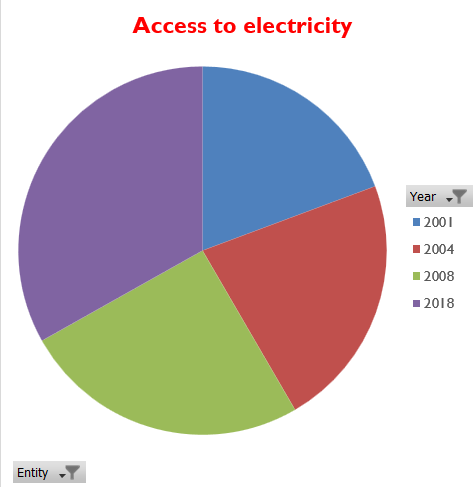 Access to electricity
Year
2001
2004
2008
2018
Entity